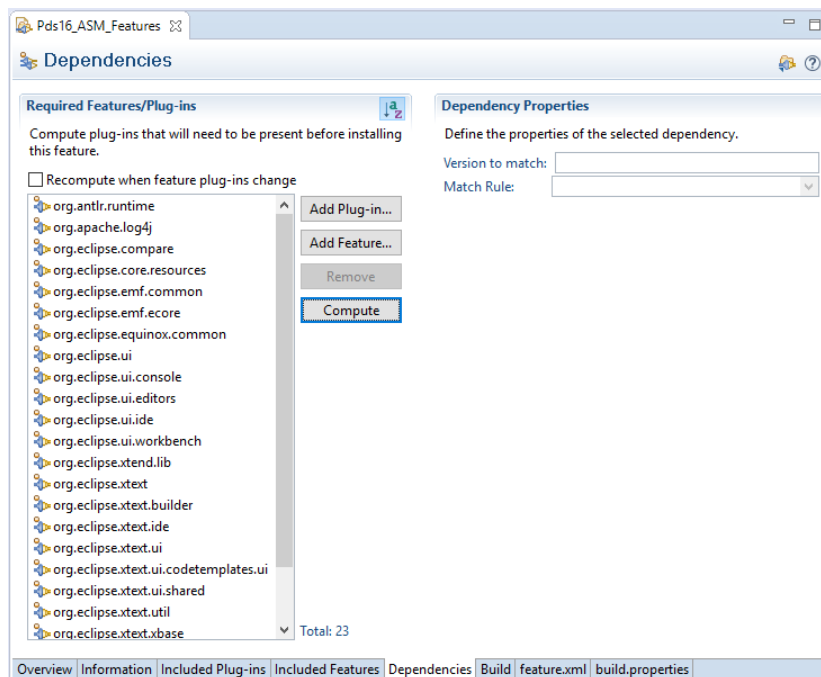 Pds16_ASM_Features
Dependencies
Required Features/Plug-ins
Compute plug-ins that will need to be present before installing
this feature.
Recompute when feature plug-ins change
org.antlr.runtime
org.apache.log4j
org.eclipse.compare
org.eclipse.core.resources
org.eclipse.emf.common
org.eclipse.emf.ecore
org.eclipse.equinox.common
org.eclipse.ui
org.eclipse.ui.console
org.eclipse.ui.editors
org.eclipse.ui.ide
org.eclipse.ui.workbench
org.eclipse.xtend.lib
org.eclipse.xtext
org.eclipse.xtext.builder
org.eclipse.xtext.ide
org.eclipse.xtext.ui
org.eclipse.xtext.ui.codetemplates.ui
org.eclipse.xtext.ui.shared
org.eclipse.xtext.util
org.eclipse.xtext.xbase
Add Plug-in...
Add Feature...
Remove
Compute
Total: 23
Dependency Properties
Define the properties of the selected dependency.
Version to match:
Match Rule:
Overview Information Included Plug-ins Included Features Dependencies Build feature.xml build.properties